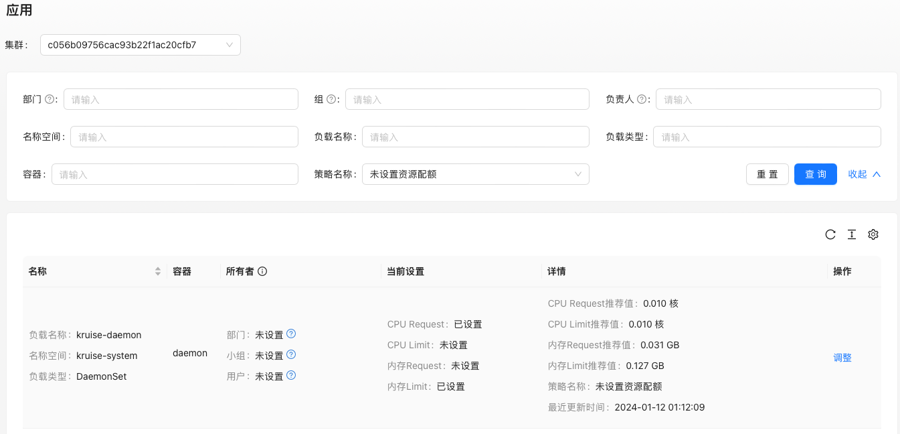 应用
集群： c056b09756cac93b22f1ac20cfb7
部门 ?： 请输入 组 ?： 请输入 负责人 ?： 请输入
名称空间： 请输入 负载名称： 请输入 负载类型： 请输入
容器： 请输入 策略名称： 未设置资源配额 重 置 查 询 收起
名称 容器 所有者 当前设置 详情 操作
负载名称： kruise-daemon
名称空间： kruise-system
负载类型： DaemonSet
daemon
部门： 未设置 ?
小组： 未设置 ?
用户： 未设置 ?
CPU Request： 已设置
CPU Limit： 未设置
内存Request： 未设置
内存Limit： 已设置
CPU Request推荐值： 0.010 核
CPU Limit推荐值： 0.010 核
内存Request推荐值： 0.031 GB
内存Limit推荐值： 0.127 GB
策略名称： 未设置资源配额
最近更新时间： 2024-01-12 01:12:09
调整